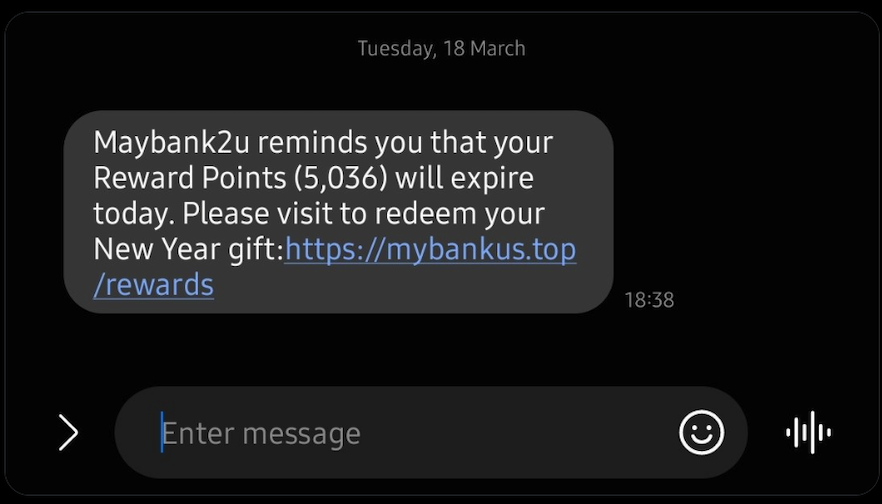 Tuesday, 18 March
Maybank2u reminds you that your
Reward Points (5,036) will expire
today. Please visit to redeem your
New Year gift:https://mybankus.top
/rewards
18:38
Enter message